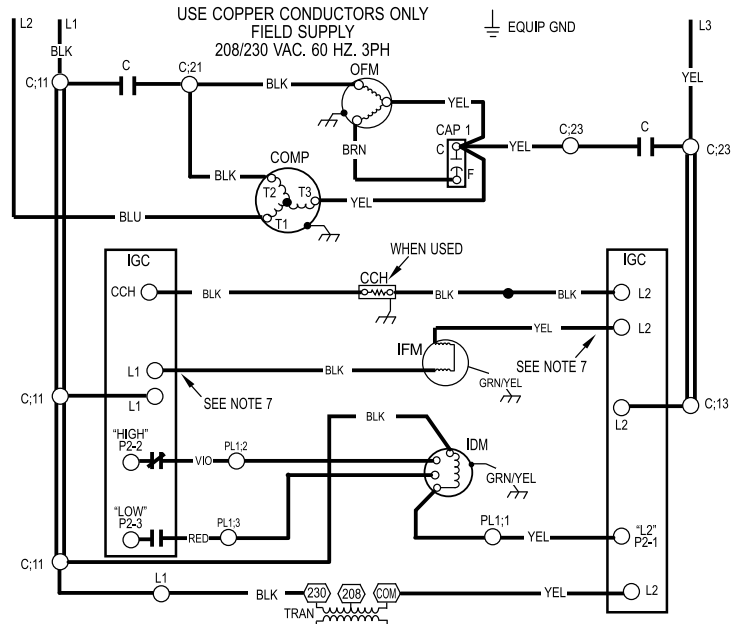 USE COPPER CONDUCTORS ONLY
FIELD SUPPLY
208/230 VAC. 60 HZ. 3PH
EQUIP GND
L2
L1
L3
BLK
YEL
C;11
C
C;21
BLK
OFM
YEL
BRN
CAP 1
C
F
YEL
C;23
C
C;23
COMP
BLK
T2
T3
T1
YEL
BLU
WHEN USED
IGC
IGC
CCH
BLK
CCH
BLK
BLK
L2
YEL
L2
IFM
SEE NOTE 7
L1
BLK
GRN/YEL
SEE NOTE 7
C;11
L1
L2
C;13
BLK
"HIGH"
P2-2
VIO
PL1;2
IDM
GRN/YEL
"LOW"
P2-3
RED
PL1;3
PL1;1
YEL
"L2"
P2-1
C;11
L1
BLK
230
208
COM
YEL
L2
TRAN